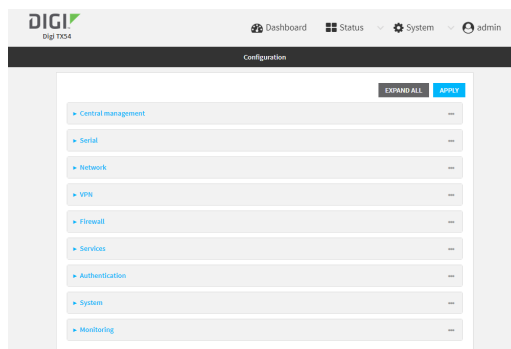 DIGI
Digi TX54
Dashboard Status System admin
Configuration
EXPAND ALL APPLY
Central management
Serial
Network
VPN
Firewall
Services
Authentication
System
Monitoring